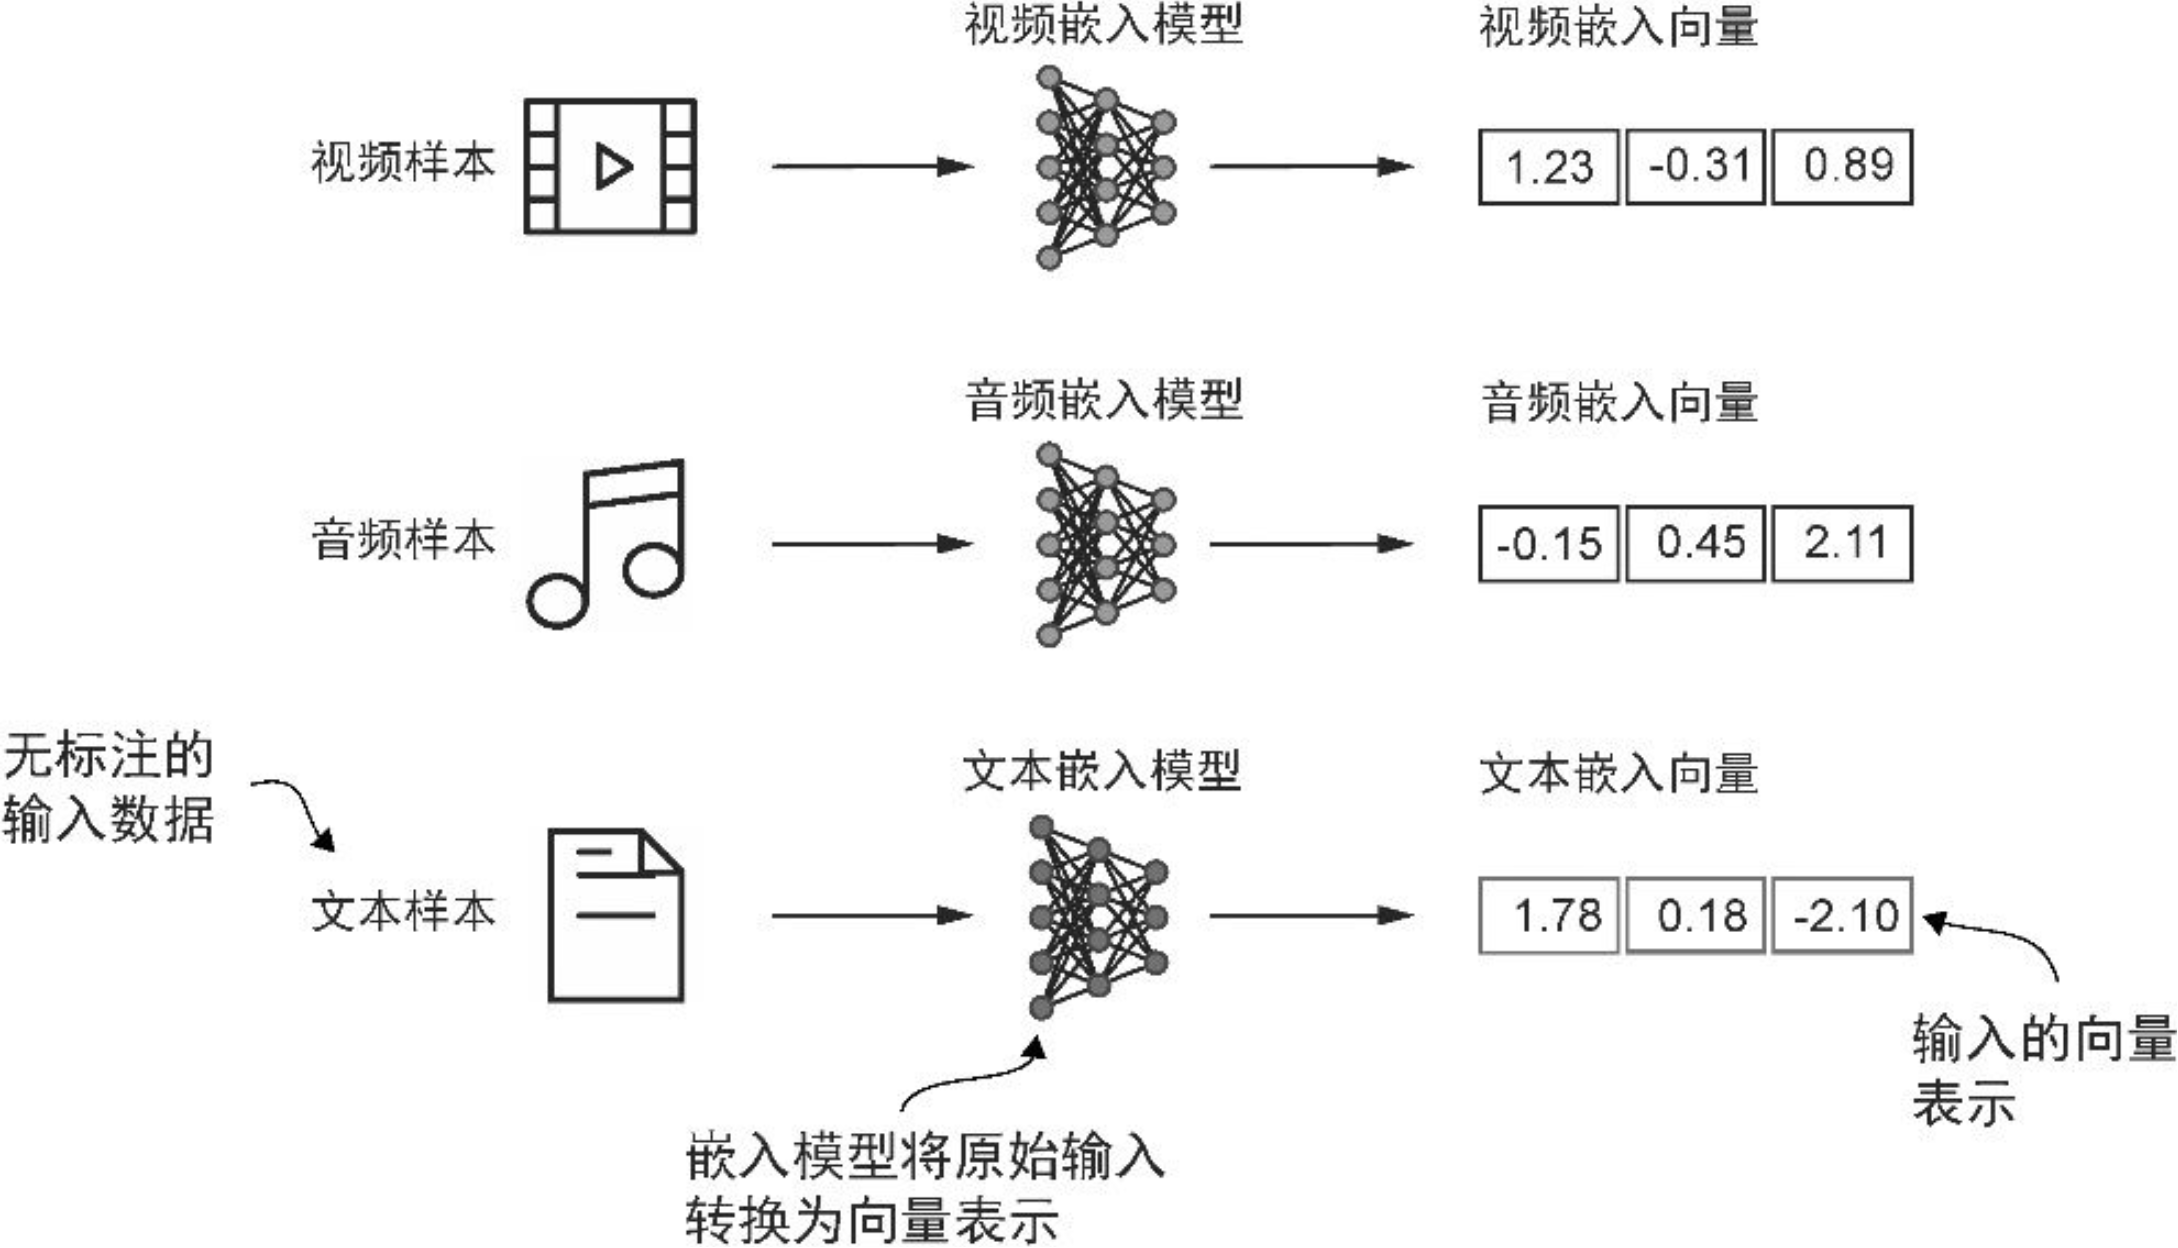 视频嵌入模型
视频嵌入向量
视频样本
1.23 -0.31 0.89
音频嵌入模型
音频嵌入向量
音频样本
-0.15 0.45 2.11
无标注的
输入数据
文本嵌入模型
文本嵌入向量
文本样本
1.78 0.18 -2.10
输入的向量
表示
嵌入模型将原始输入
转换为向量表示